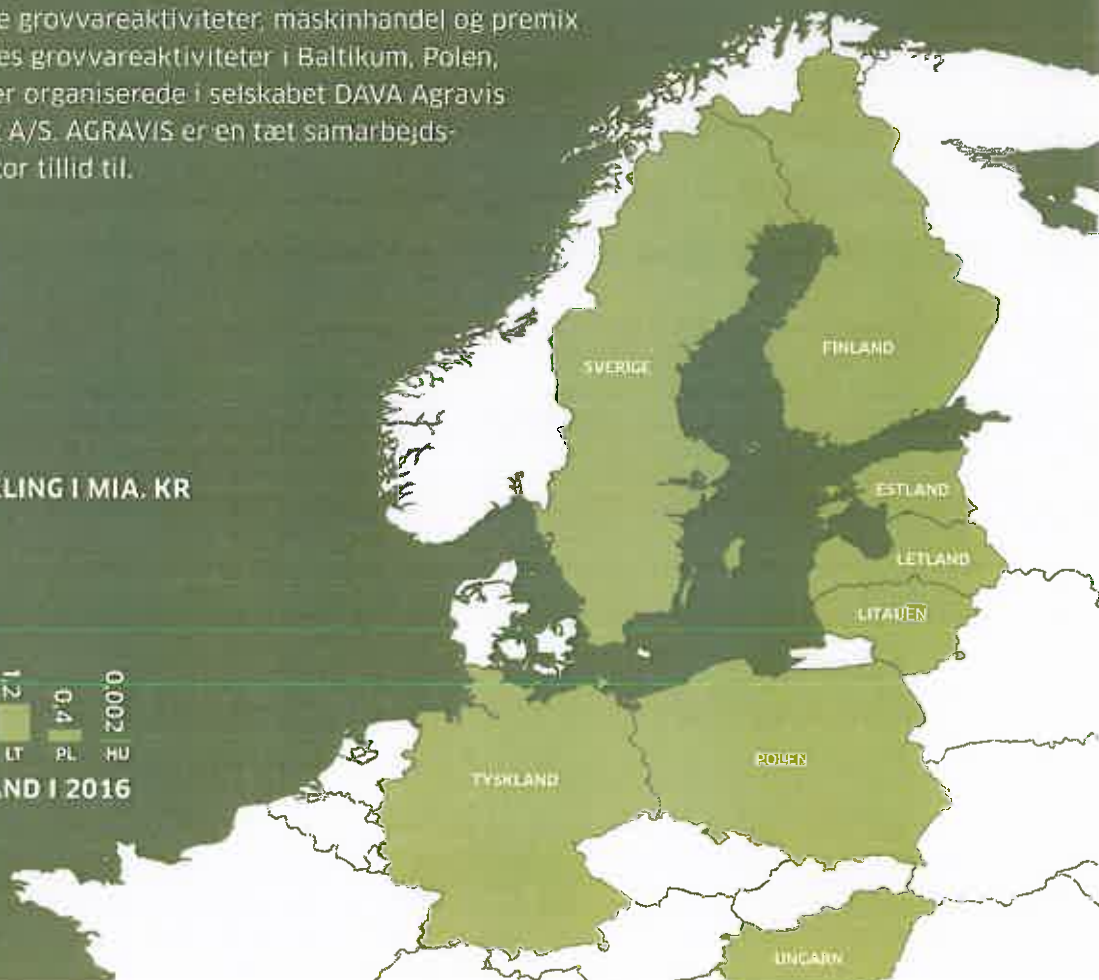 e grovvareaktiviteter, maskinhandel og premix
es grovvareaktiviteter i Baltikum, Polen,
er organiserede i selskabet DAVA Agravis
A/S. AGRAVIS er en tæt samarbejds-
tor tillid til.
FINLAND
SVERIGE
LING I MIA. KR
ESTLAND
LETLAND
LITAUEN
1,2 0,4 0,002
LT PL HU
POLEN
TYSKLAND
AND I 2016
UNGARN